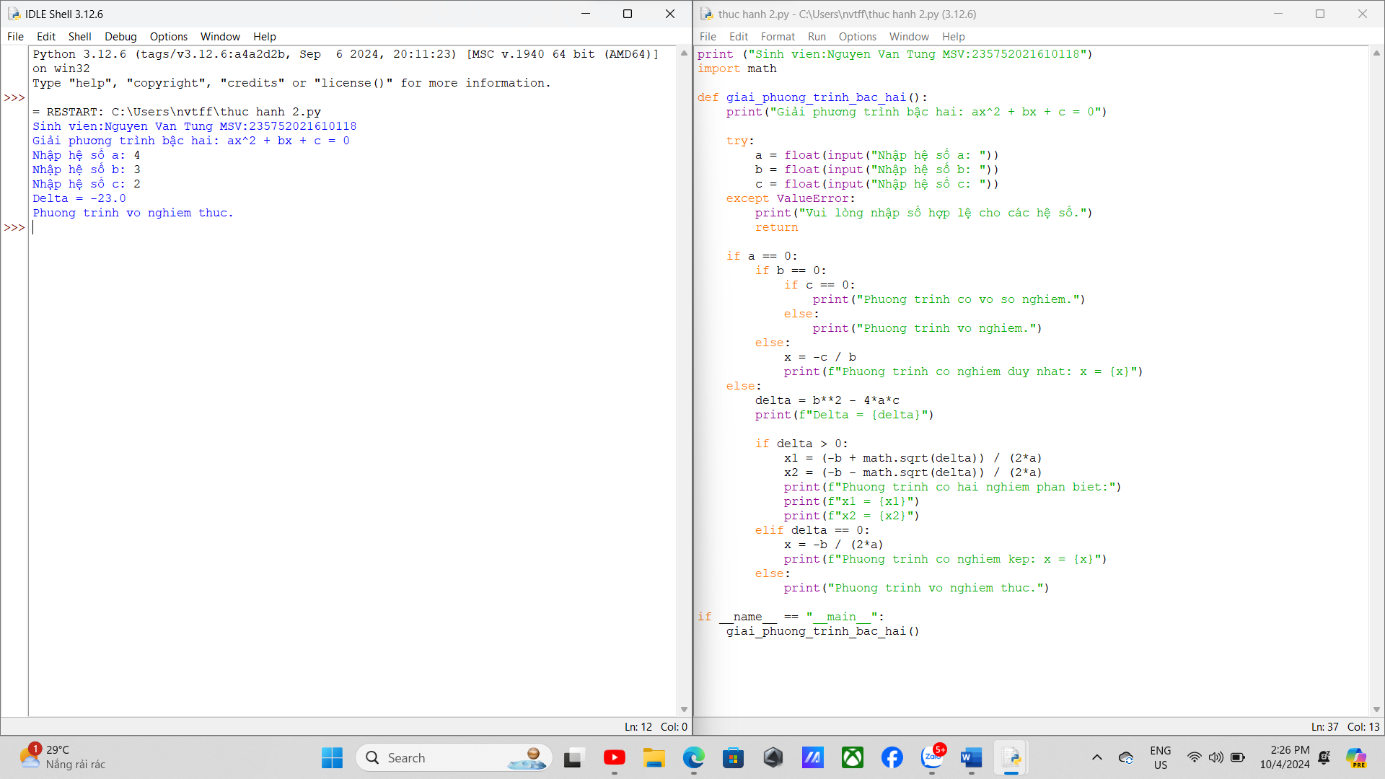 IDLE Shell 3.12.6
File Edit Shell Debug Options Window Help
Python 3.12.6 (tags/v3.12.6:a4a2d2b, Sep  6 2024, 20:11:23) [MSC v.1940 64 bit (AMD64)]
on win32
Type "help", "copyright", "credits" or "license()" for more information.
>>>
= RESTART: C:\Users\nvtff\thuc hanh 2.py
Sinh vien:Nguyen Van Tung MSV:235752021610118
Giải phương trình bậc hai: ax^2 + bx + c = 0
Nhập hệ số a: 4
Nhập hệ số b: 3
Nhập hệ số c: 2
Delta = -23.0
Phuong trinh vo nghiem thuc.
>>>
Ln: 12 Col: 0
thuc hanh 2.py - C:\Users\nvtff\thuc hanh 2.py (3.12.6)
File Edit Format Run Options Window Help
print ("Sinh vien:Nguyen Van Tung MSV:235752021610118")
import math
def giai_phuong_trinh_bac_hai():
    print("Giải phương trình bậc hai: ax^2 + bx + c = 0")
    try:
        a = float(input("Nhập hệ số a: "))
        b = float(input("Nhập hệ số b: "))
        c = float(input("Nhập hệ số c: "))
    except ValueError:
        print("Vui lòng nhập số hợp lệ cho các hệ số.")
        return
    if a == 0:
        if b == 0:
            if c == 0:
                print("Phuong trinh co vo so nghiem.")
            else:
                print("Phuong trinh vo nghiem.")
        else:
            x = -c / b
            print(f"Phuong trinh co nghiem duy nhat: x = {x}")
    else:
        delta = b**2 - 4*a*c
        print(f"Delta = {delta}")
        if delta > 0:
            x1 = (-b + math.sqrt(delta)) / (2*a)
            x2 = (-b - math.sqrt(delta)) / (2*a)
            print(f"Phuong trinh co hai nghiem phan biet:")
            print(f"x1 = {x1}")
            print(f"x2 = {x2}")
        elif delta == 0:
            x = -b / (2*a)
            print(f"Phuong trinh co nghiem kep: x = {x}")
        else:
            print("Phuong trinh vo nghiem thuc.")
if __name__ == "__main__":
    giai_phuong_trinh_bac_hai()
Ln: 37 Col: 13
1
29°C
Nắng rải rác
Search
Zalo
5+
W
PRE
ENG
US
2:26 PM
10/4/2024